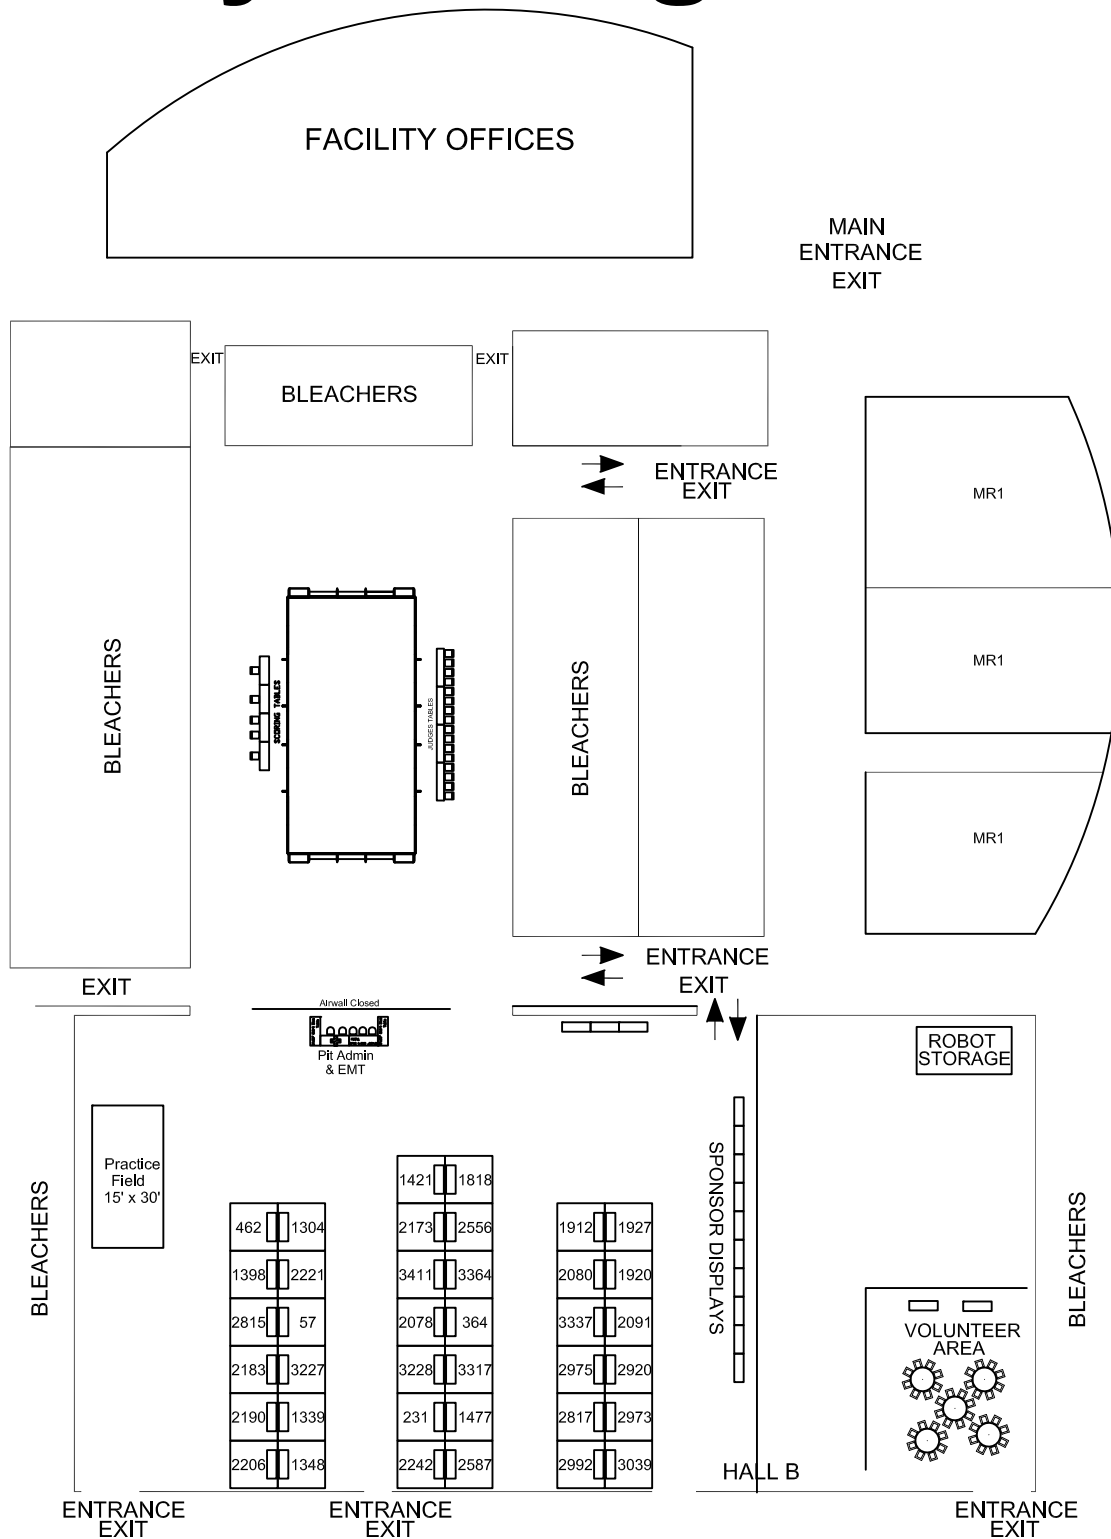 FACILITY OFFICES
MAIN
ENTRANCE
EXIT
EXIT
BLEACHERS
EXIT
ENTRANCE
EXIT
MR1
BLEACHERS
SCORING TABLES
JUDGES TABLES
BLEACHERS
MR1
MR1
ENTRANCE
EXIT
EXIT
Airwall Closed
Pit Admin
& EMT
ROBOT
STORAGE
BLEACHERS
Practice
Field
15' x 30'
1421 1818
462 1304
2173 2556
1912 1927
1398 2221
3411 3364
2080 1920
2815 57
2078 364
3337 2091
2183 3227
3228 3317
2975 2920
2190 1339
231 1477
2817 2973
2206 1348
2242 2587
2992 3039
SPONSOR DISPLAYS
VOLUNTEER
AREA
BLEACHERS
HALL B
ENTRANCE
EXIT
ENTRANCE
EXIT
ENTRANCE
EXIT